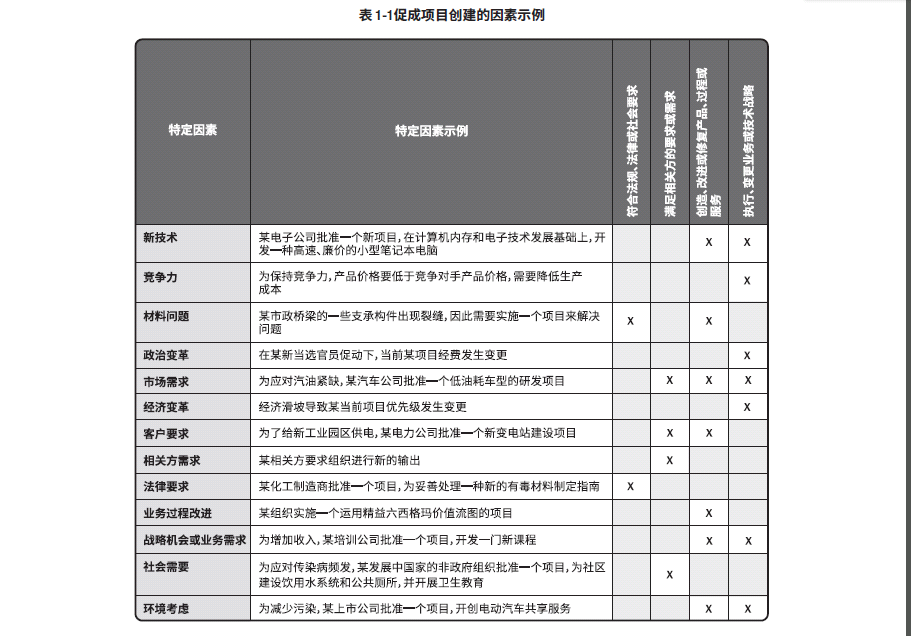 表 1-1促成项目创建的因素示例
特定因素
特定因素示例
符合法规、法律或社会要求
满足相关方的要求或需求
创造、改进或修复产品、过程或
服务
执行、变更业务或技术战略
新技术
某电子公司批准一个新项目,在计算机内存和电子技术发展基础上,开
发一种高速、廉价的小型笔记本电脑
X X
竞争力
为保持竞争力,产品价格要低于竞争对手产品价格,需要降低生产
成本
X
材料问题
某市政桥梁的一些支承构件出现裂缝,因此需要实施一个项目来解决
问题
X X
政治变革
在某新当选官员促动下,当前某项目经费发生变更
X
市场需求
为应对汽油紧缺,某汽车公司批准一个低油耗车型的研发项目
X X X
经济变革
经济滑坡导致某当前项目优先级发生变更
X
客户要求
为了给新工业园区供电,某电力公司批准一个新变电站建设项目
X X
相关方需求
某相关方要求组织进行新的输出
X
法律要求
某化工制造商批准一个项目,为妥善处理一种新的有毒材料制定指南
X
业务过程改进
某组织实施一个运用精益六西格玛价值流图的项目
X
战略机会或业务需求
为增加收入,某培训公司批准一个项目,开发一门新课程
X X
社会需要
为应对传染病频发,某发展中国家的非政府组织批准一个项目,为社区
建设饮用水系统和公共厕所,并开展卫生教育
X
环境考虑
为减少污染,某上市公司批准一个项目,开创电动汽车共享服务
X X